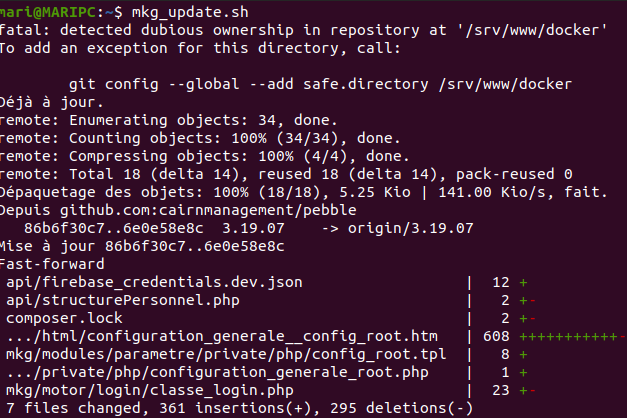 mari@MARIPC:~$ mkg_update.sh
fatal: detected dubious ownership in repository at '/srv/www/docker'
To add an exception for this directory, call:
git config --global --add safe.directory /srv/www/docker
Déjà à jour.
remote: Enumerating objects: 34, done.
remote: Counting objects: 100% (34/34), done.
remote: Compressing objects: 100% (4/4), done.
remote: Total 18 (delta 14), reused 18 (delta 14), pack-reused 0
Dépaquetage des objets: 100% (18/18), 5.25 Kio | 141.00 Kio/s, fait.
Depuis github.com:cairnmanagement/pebble
86b6f30c7..6e0e58e8c  3.19.07    -> origin/3.19.07
Mise à jour 86b6f30c7..6e0e58e8c
Fast-forward
api/firebase_credentials.dev.json | 12 +
api/structurePersonnel.php | 2 +-
composer.lock | 2 +-
.../html/configuration_generale__config_root.htm | 608 +++++++++++-
mkg/modules/parametre/private/php/config_root.tpl | 8 +
.../private/php/configuration_generale_root.php | 1 +
mkg/motor/login/classe_login.php | 23 +-
7 files changed, 361 insertions(+), 295 deletions(-)